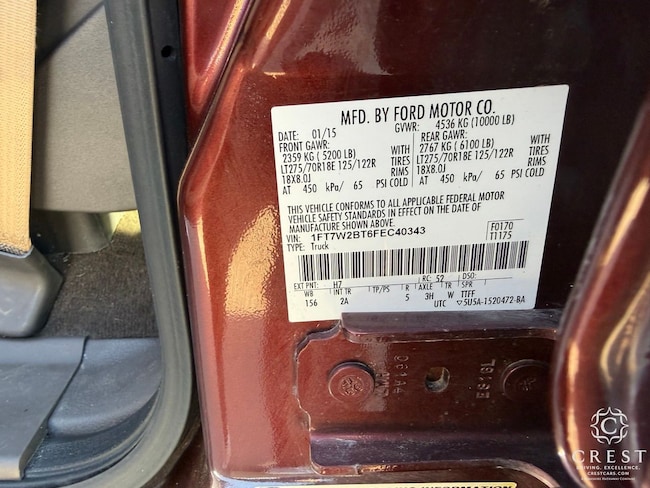 MFD. BY FORD MOTOR CO.
DATE: 01/15 GVWR: 4536 KG (10000 LB)
FRONT GAWR: REAR GAWR:
2359 KG ( 5200 LB) WITH 2767 KG ( 6100 LB) WITH
LT275/70R18E 125/122R TIRES LT275/70R18E 125/122R TIRES
18X8.0J RIMS 18X8.0J RIMS
AT 450 kPa/ 65 PSI COLD AT 450 kPa/ 65 PSI COLD
THIS VEHICLE CONFORMS TO ALL APPLICABLE FEDERAL MOTOR
VEHICLE SAFETY STANDARDS IN EFFECT ON THE DATE OF
MANUFACTURE SHOWN ABOVE.
VIN: 1FT7W2BT6FEC40343 F0170
TYPE: Truck T1175
EXT PNT: H7 RC: 52 DSO:
WB INT TR TP/PS R AXLE TR SPR
156 2A 5 3H W TTFF
UTC ▽5U5A-1520472-BA
INFORMATION
C
CREST
DRIVING. EXCELLENCE.
CRESTCARS.COM